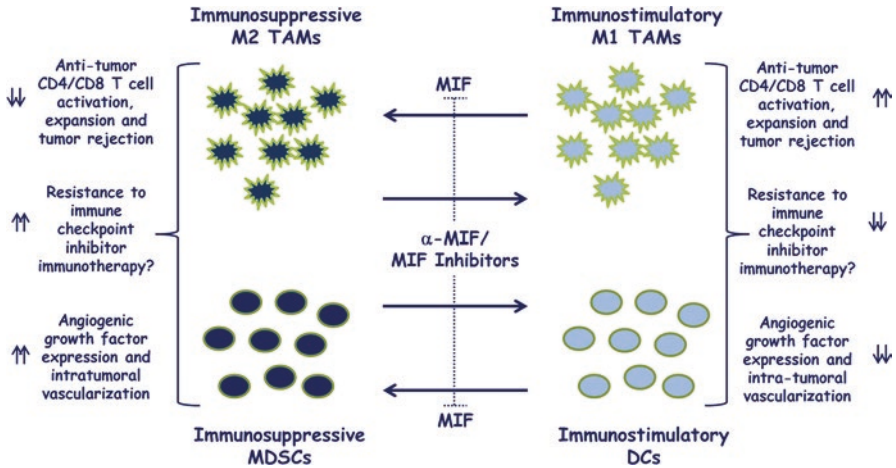 Immunosuppressive
M2 TAMs
Immunostimulatory
M1 TAMs
Anti-tumor
CD4/CD8 T cell
activation,
expansion and
tumor rejection
Resistance to
immune
checkpoint
inhibitor
immunotherapy?
Angiogenic
growth factor
expression and
intratumoral
vascularization
MIF
α-MIF/
MIF Inhibitors
MIF
Anti-tumor
CD4/CD8 T cell
activation,
expansion and
tumor rejection
Resistance to
immune
checkpoint
inhibitor
immunotherapy?
Angiogenic
growth factor
expression and
intra-tumoral
vascularization
Immunosuppressive
MDSCs
Immunostimulatory
DCs